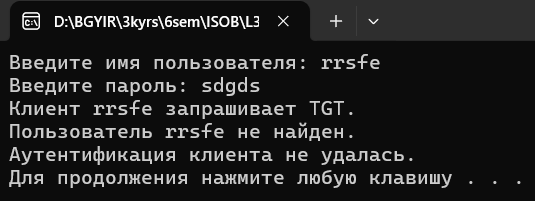 D:\BGYIR\3kyrs\6sem\ISOB\L3
Введите имя пользователя: rrsfe
Введите пароль: sdgds
Клиент rrsfe запрашивает TGT.
Пользователь rrsfe не найден.
Аутентификация клиента не удалась.
Для продолжения нажмите любую клавишу . . .